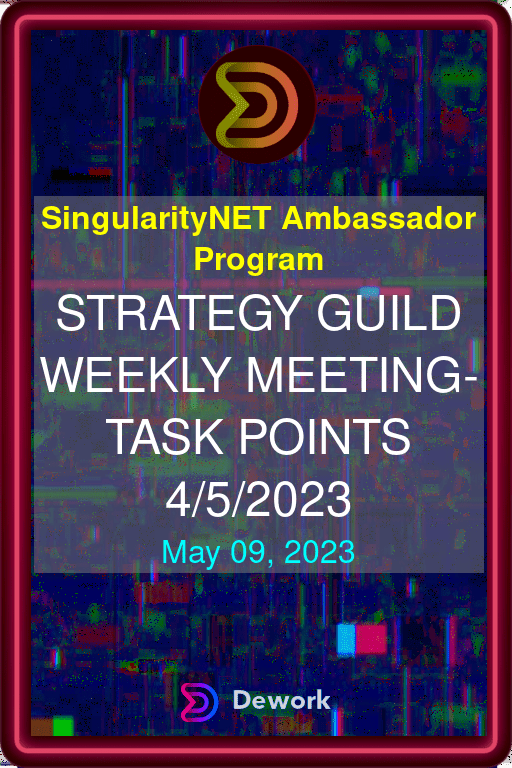 SingularityNET Ambassador
Program
STRATEGY GUILD
WEEKLY MEETING-
TASK POINTS
4/5/2023
May 09, 2023
Dework